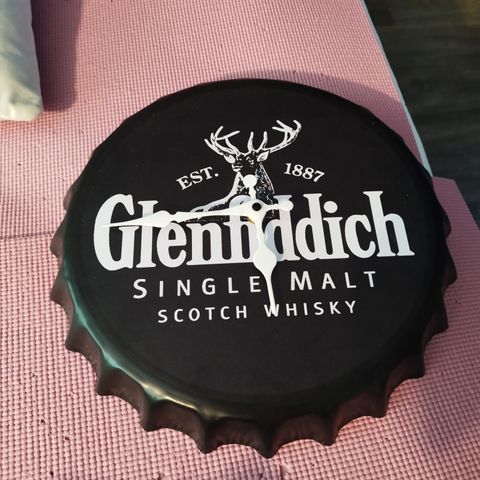 EST. 1887
Glenfiddich
SINGLE MALT
SCOTCH WHISKY